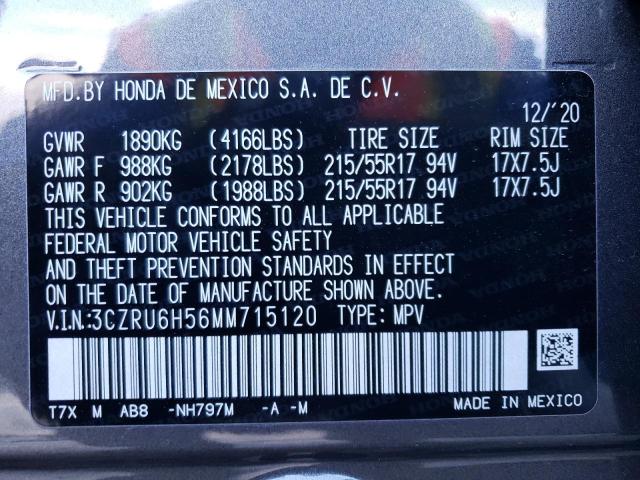 MFD.BY HONDA DE MEXICO S.A. DE C.V.
12/'20
GVWR 1890KG (4166LBS) TIRE SIZE RIM SIZE
GAWR F 988KG (2178LBS) 215/55R17 94V 17X7.5J
GAWR R 902KG (1988LBS) 215/55R17 94V 17X7.5J
THIS VEHICLE CONFORMS TO ALL APPLICABLE
FEDERAL MOTOR VEHICLE SAFETY
AND THEFT PREVENTION STANDARDS IN EFFECT
ON THE DATE OF MANUFACTURE SHOWN ABOVE.
V.I.N:3CZRU6H56MM715120 TYPE: MPV
T7X M AB8 -NH797M -A -M MADE IN MEXICO